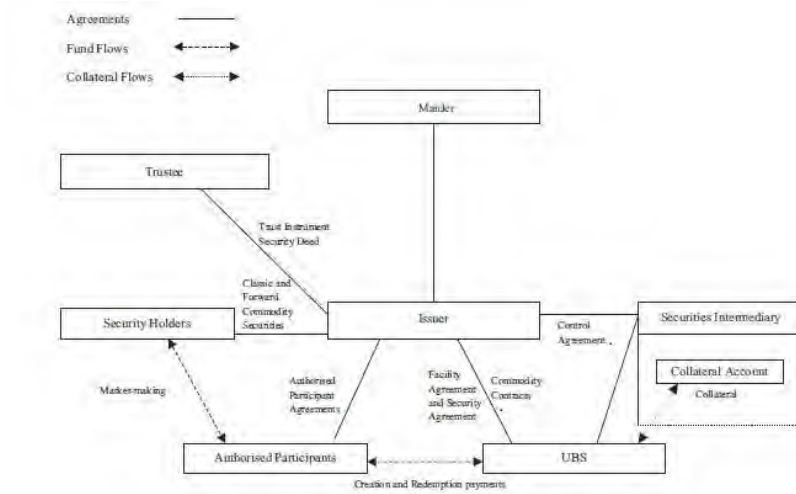 Agreements
Fund Flows
Collateral Flows
Manler
Trustee
Trust Instrument
Security Deed
Classic and
Forward
Commodity
Securities
Security Holders
Issuer
Securities Intermediary
Control
Agreement
Collateral Account
Collateral
Market-making
Authorised
Participant
Agreements
Facility
Agreement
and Security
Agreement
Commodity
Contracts
Authorised Participants
UBS
Creation and Redemption payments